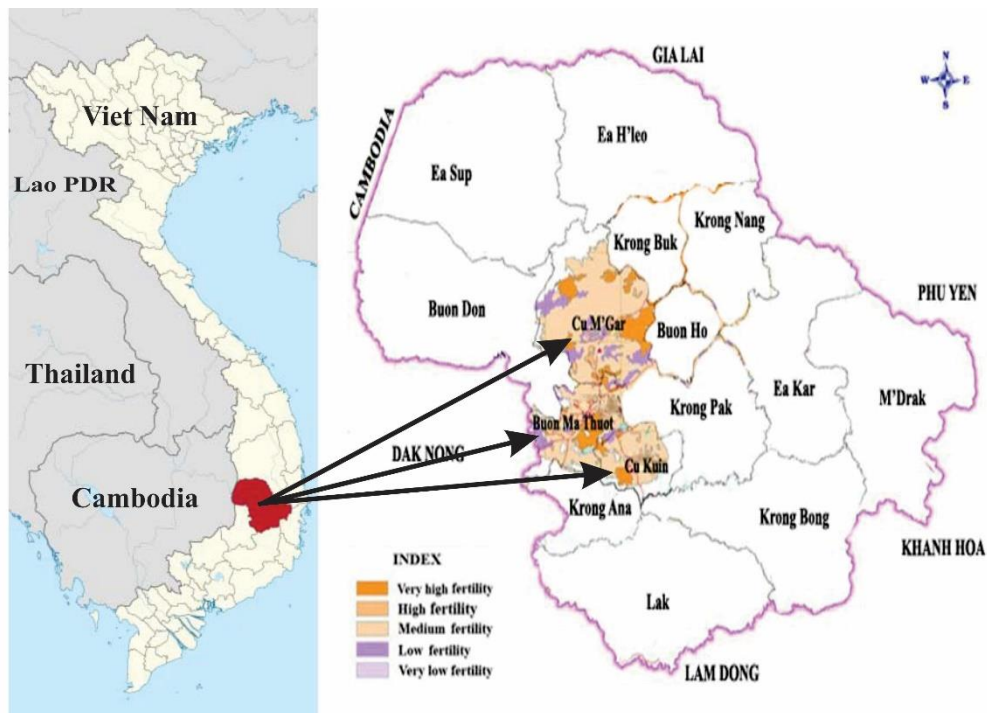 Viet Nam
Lao PDR
Thailand
Cambodia
GIA LAI
N
W E
S
CAMBODIA
Ea H'leo
Ea Sup
Krong Nang
Krong Buk
PHU YEN
Buon Don
Cu M'Gar
Buon Ho
Ea Kar
M'Drak
Krong Pak
Buon Ma Thuot
DAK NONG
Cu Kuin
Krong Ana
Krong Bong
KHANH HOA
Lak
LAM DONG
INDEX
Very high fertility
High fertility
Medium fertility
Low fertility
Very low fertility